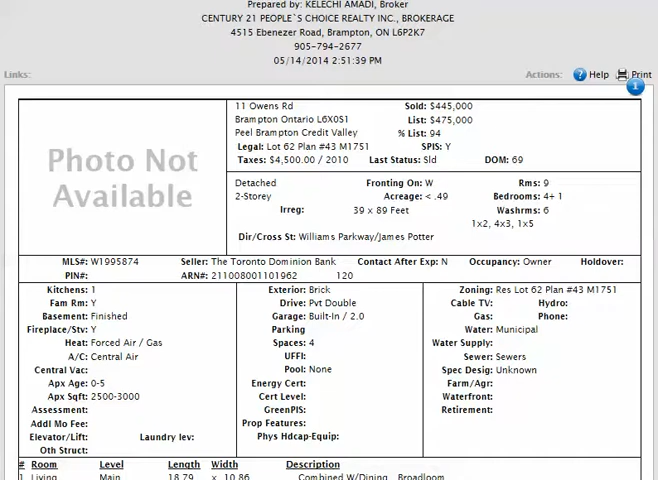 Prepared by: KELECHI AMADI, Broker
CENTURY 21 PEOPLE`S CHOICE REALTY INC., BROKERAGE
4515 Ebenezer Road, Brampton, ON L6P2K7
905-794-2677
05/14/2014 2:51:39 PM
Links: Actions: ? Help Print
1
Photo Not Available
11 Owens Rd Sold: $445,000
Brampton Ontario L6X0S1 List: $475,000
Peel Brampton Credit Valley % List: 94
Legal: Lot 62 Plan #43 M1751 SPIS: Y
Taxes: $4,500.00 / 2010 Last Status: Sld DOM: 69
Detached Fronting On: W Rms: 9
2-Storey Acreage: < .49 Bedrooms: 4+ 1
Irreg: 39 x 89 Feet Washrms: 6
1x2, 4x3, 1x5
Dir/Cross St: Williams Parkway/James Potter
MLS#: W1995874 Seller: The Toronto Dominion Bank Contact After Exp: N Occupancy: Owner Holdover:
PIN#: ARN#: 211008001101962 120
Kitchens: 1 Exterior: Brick Zoning: Res Lot 62 Plan #43 M1751
Fam Rm: Y Drive: Pvt Double Cable TV: Hydro:
Basement: Finished Garage: Built-In / 2.0 Gas: Phone:
Fireplace/Stv: Y Parking Water: Municipal
Heat: Forced Air / Gas Spaces: 4 Water Supply:
A/C: Central Air UFFI: Sewer: Sewers
Central Vac: Pool: None Spec Desig: Unknown
Apx Age: 0-5 Energy Cert: Farm/Agr:
Apx Sqft: 2500-3000 Cert Level: Waterfront:
Assessment: GreenPIS: Retirement:
Addl Mo Fee: Prop Features:
Elevator/Lift: Laundry lev: Phys Hdcap-Equip:
Oth Struct:
# Room Level Length Width Description
1 Living Main 18.79 x 10.86 Combined W/Dining Broadloom